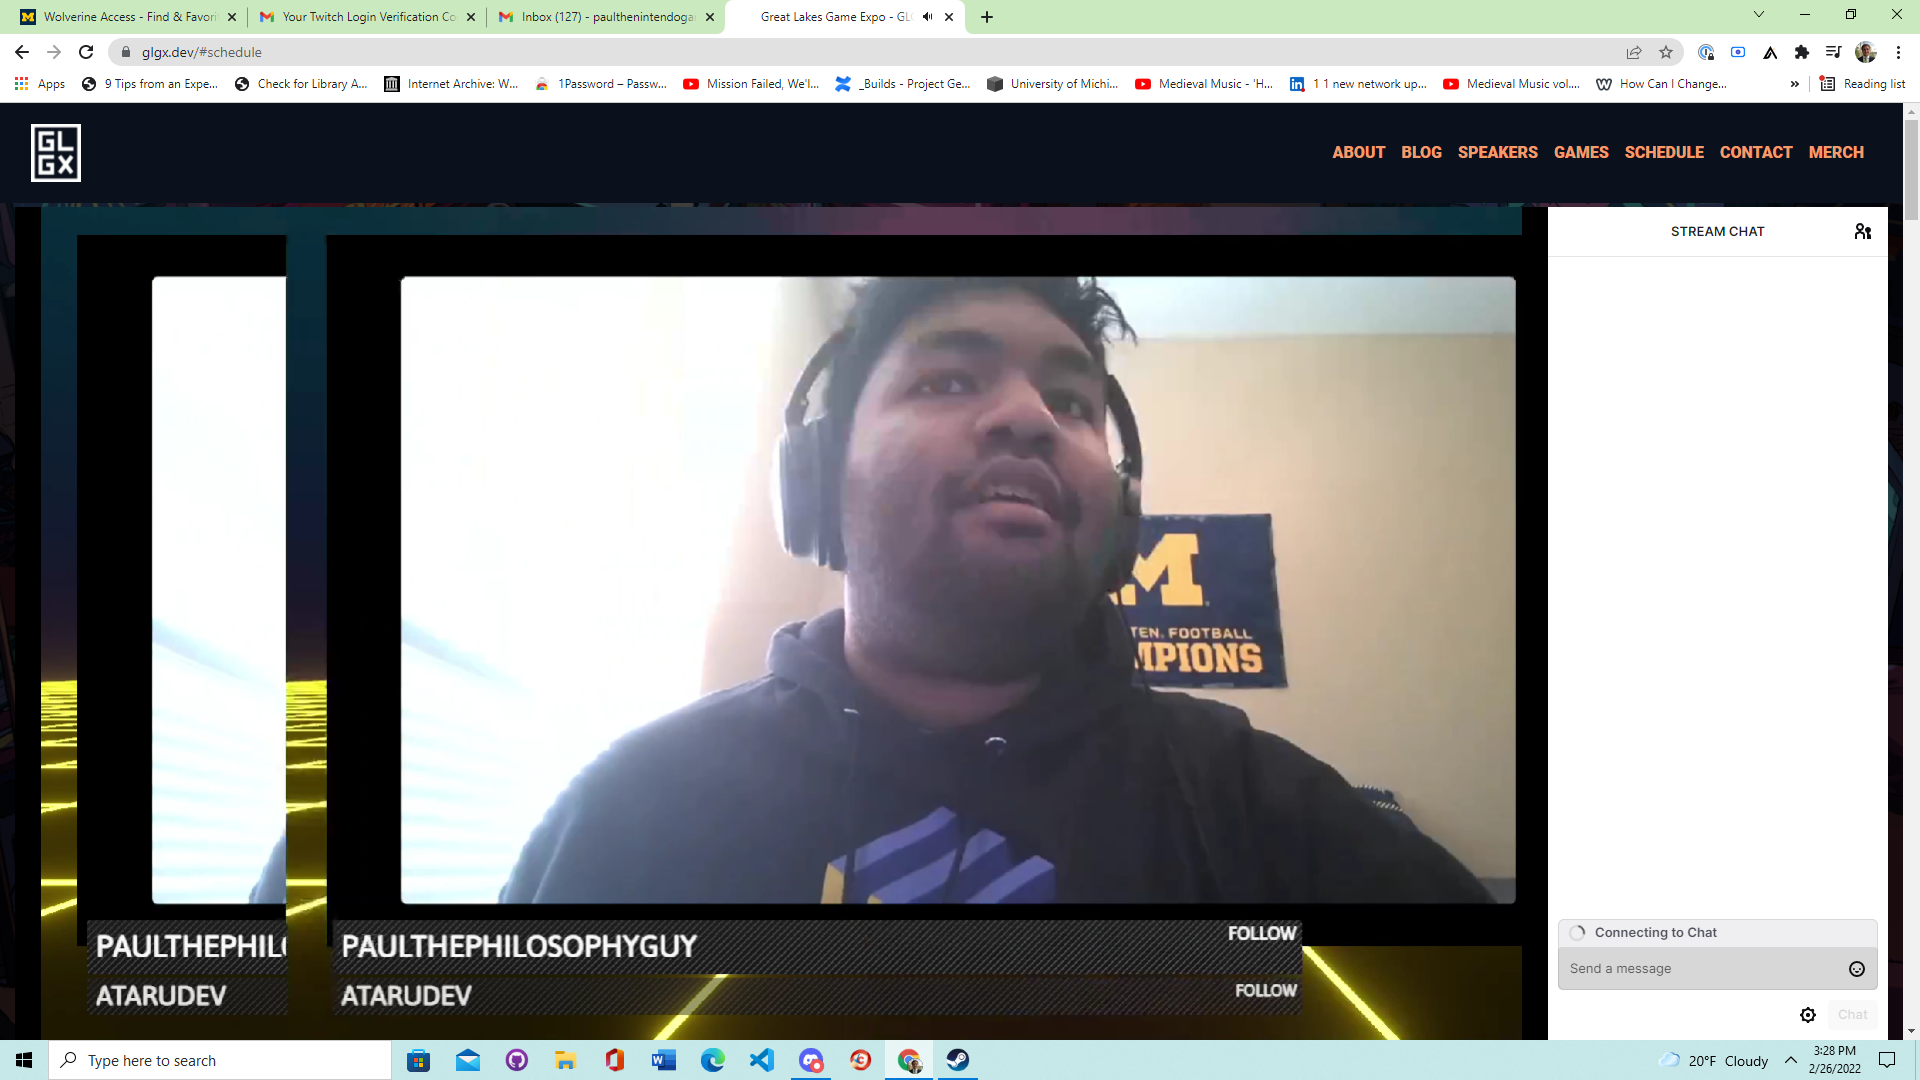 Wolverine Access - Find & Favori
Your Twitch Login Verification Co
Inbox (127) - paulthenintendogar
Great Lakes Game Expo - GLG
glgx.dev/#schedule
Apps
9 Tips from an Expe...
Check for Library A...
Internet Archive: W...
1Password – Passw...
Mission Failed, We'l...
_Builds - Project Ge...
University of Michi...
Medieval Music - 'H...
1 1 new network up...
Medieval Music vol....
How Can I Change...
»
Reading list
GL
GX
ABOUT
BLOG
SPEAKERS
GAMES
SCHEDULE
CONTACT
MERCH
STREAM CHAT
M
TEN. FOOTBALL
MPIONS
PAULTHEPHILO
PAULTHEPHILOSOPHYGUY
FOLLOW
ATARUDEV
ATARUDEV
FOLLOW
Connecting to Chat
Send a message
Chat
Type here to search
20°F Cloudy
3:28 PM
2/26/2022